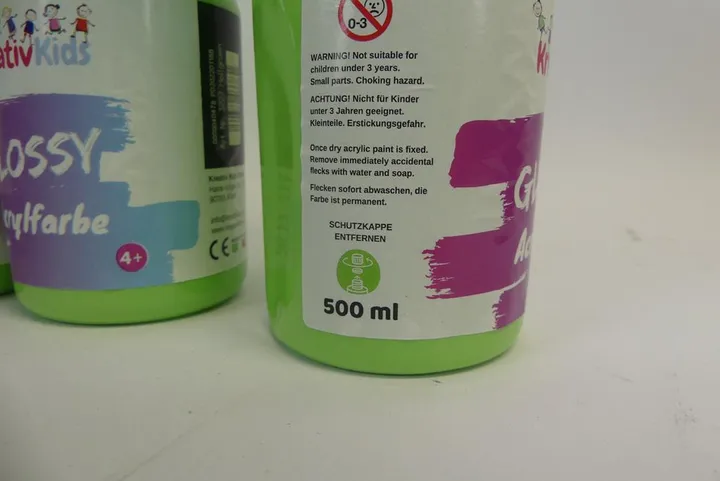 ativKids
LOSSY
rylfarbe
4+
CE
0-3
WARNING! Not suitable for
children under 3 years.
Small parts. Choking hazard.
ACHTUNG! Nicht für Kinder
unter 3 Jahren geeignet.
Kleinteile. Erstickungsgefahr.
Once dry acrylic paint is fixed.
Remove immediately accidental
flecks with water and soap.
Flecken sofort abwaschen, die
Farbe ist permanent.
SCHUTZKAPPE
ENTFERNEN
500 ml
Kr
GL
Ac